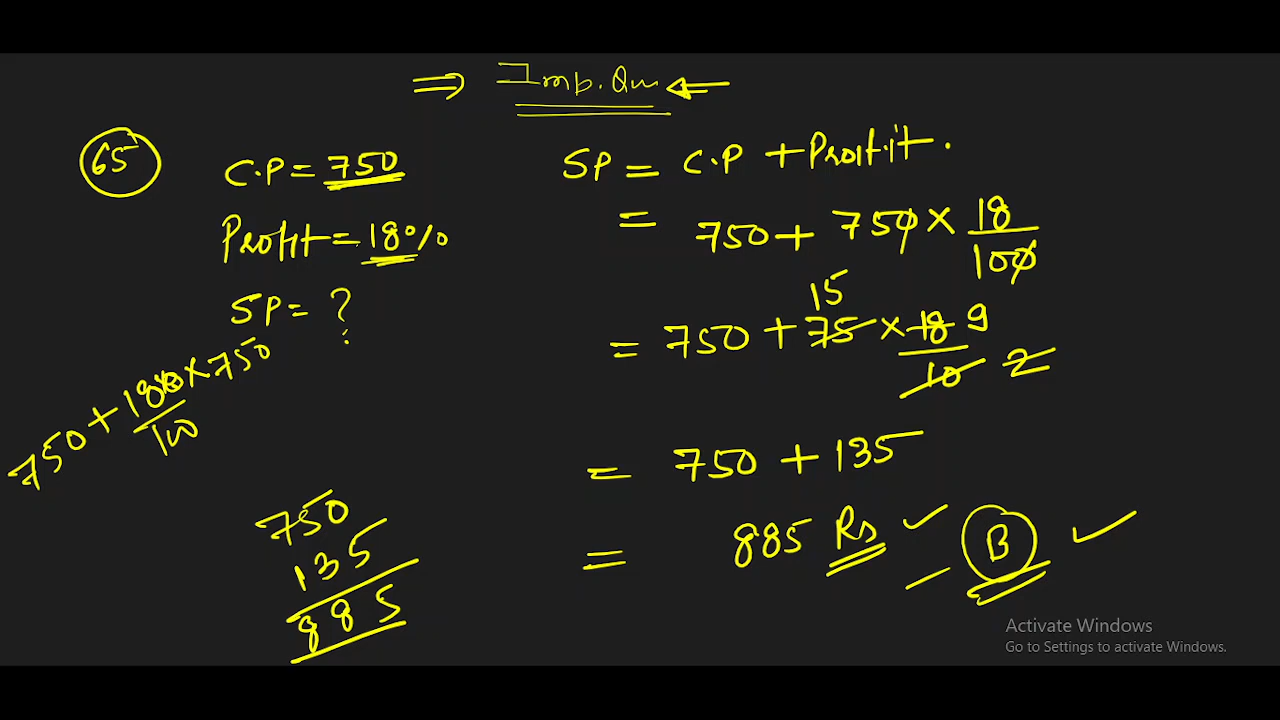 ⇒ Imp. Qu ⇐
65
C.P = 750
Profit = 18%
SP = ?
750 + 18/100 × 750
750
135
885
SP = C.P + Profit.
= 750 + 750 × 18/100
= 750 + 75 × 18/10
15 9 2
= 750 + 135
= 885 Rs ✓ – B ✓
Activate Windows
Go to Settings to activate Windows.